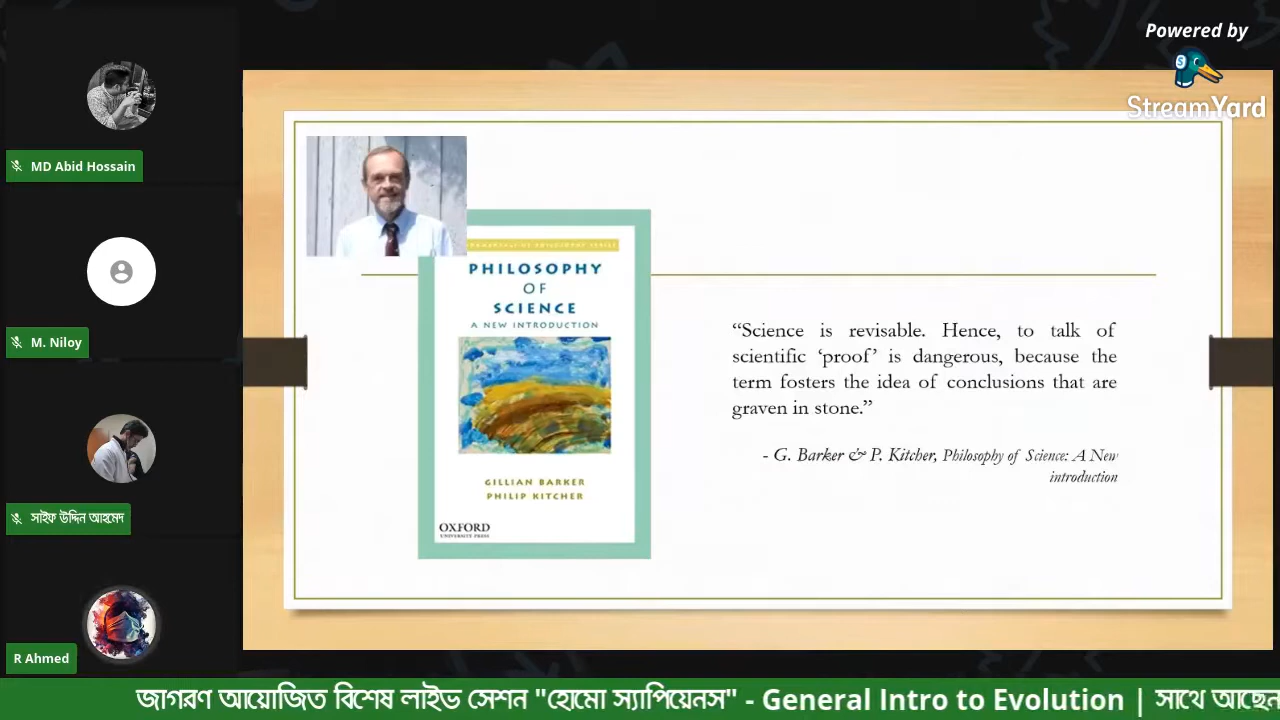 Powered by
StreamYard
MD Abid Hossain
M. Niloy
সাইফ উদ্দিন আহমেদ
R Ahmed
PHILOSOPHY
OF
SCIENCE
A NEW INTRODUCTION
GILLIAN BARKER
PHILIP KITCHER
OXFORD
UNIVERSITY PRESS
“Science is revisable. Hence, to talk of
scientific ‘proof’ is dangerous, because the
term fosters the idea of conclusions that are
graven in stone.”
- G. Barker & P. Kitcher, Philosophy of Science: A New
introduction
জাগরণ আয়োজিত বিশেষ লাইভ সেশন "হোমো স্যাপিয়েনস" - General Intro to Evolution | সাথে আছেন